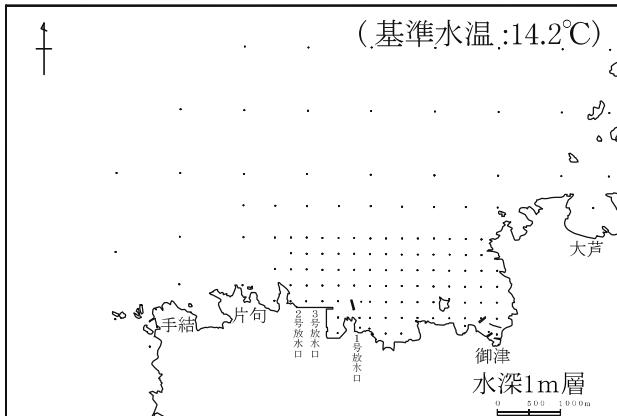 (基準水温:14.2℃)
大芦
手結
片句
2号放水口
3号放水口
1号放水口
御津
水深1m層
0 500 1000m